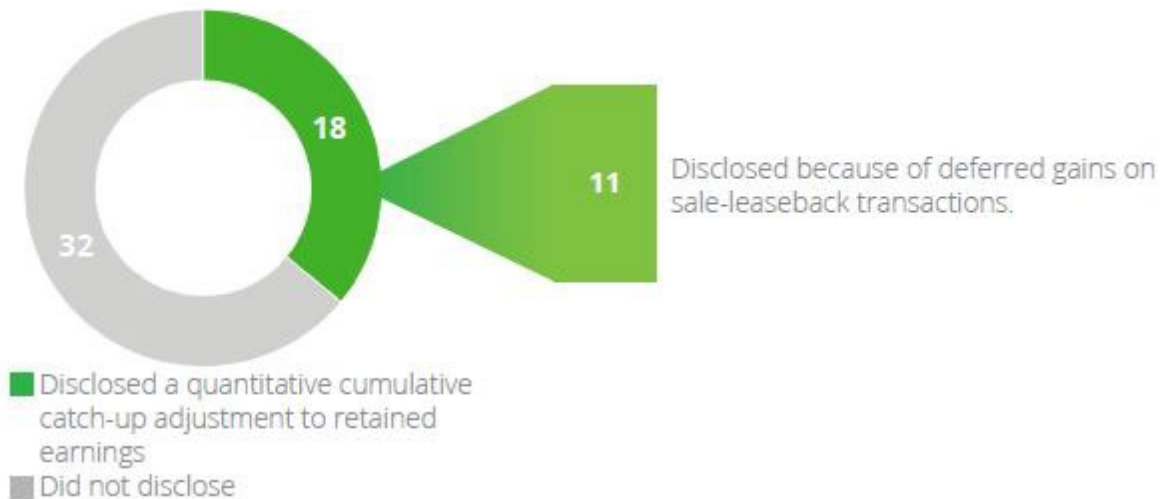 18
11
Disclosed because of deferred gains on
sale-leaseback transactions.
32
Disclosed a quantitative cumulative
catch-up adjustment to retained
earnings
Did not disclose